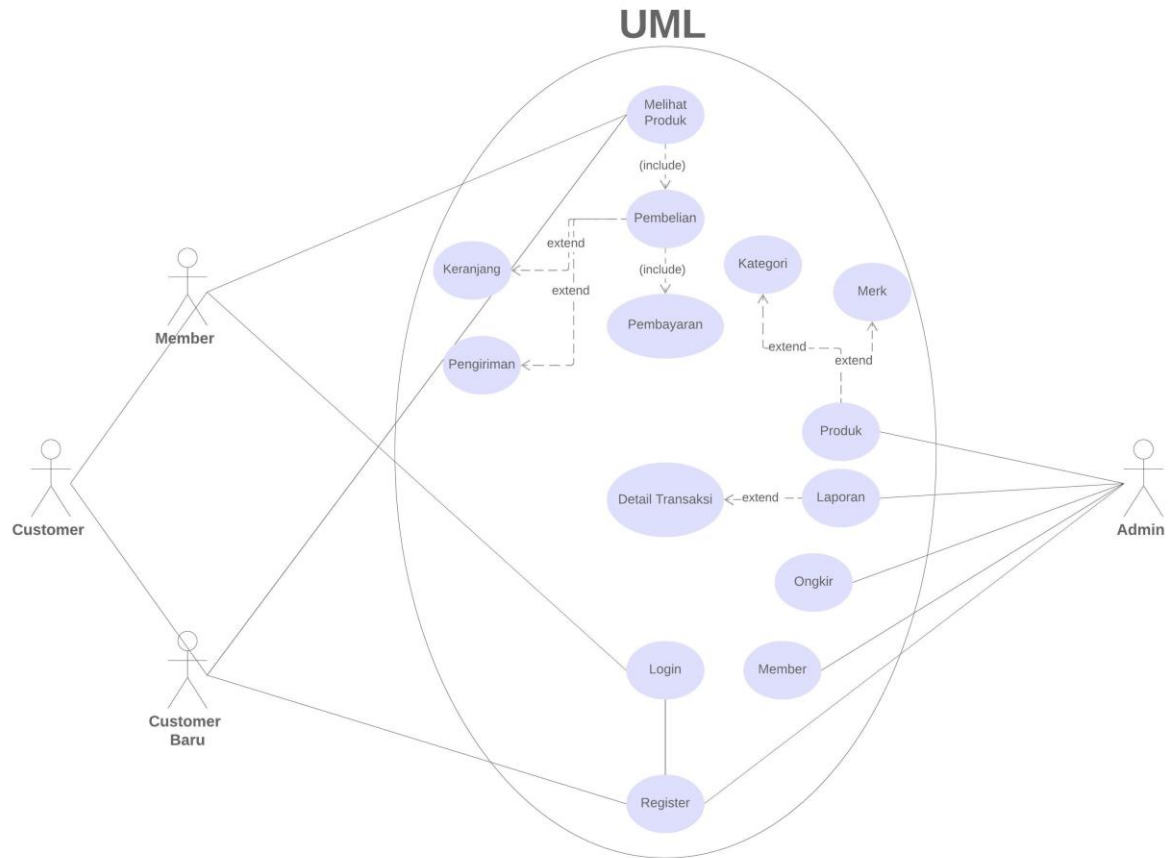 UML
Melihat
Produk
(include)
Pembelian
extend
Keranjang
(include)
Kategori
extend
Merk
Pembayaran
Member
extend
extend
Pengiriman
Produk
Customer
Detail Transaksi
extend
Laporan
Admin
Ongkir
Login
Member
Customer
Baru
Register